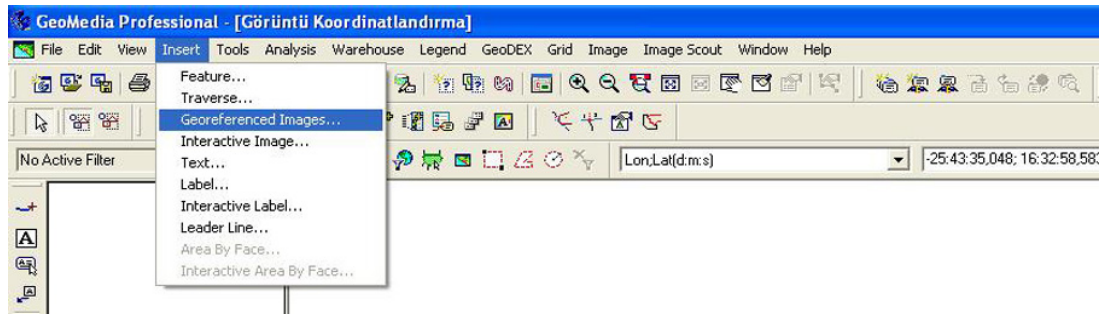 GeoMedia Professional - [Görüntü Koordinatlandırma]
File Edit View Insert Tools Analysis Warehouse Legend GeoDEX Grid Image Image Scout Window Help
Feature...
Traverse...
Georeferenced Images...
Interactive Image...
No Active Filter
Lon;Lat(d:m:s)
-25:43:35,048; 16:32:58,583
Text...
Label...
Interactive Label...
Leader Line...
Area By Face...
Interactive Area By Face...